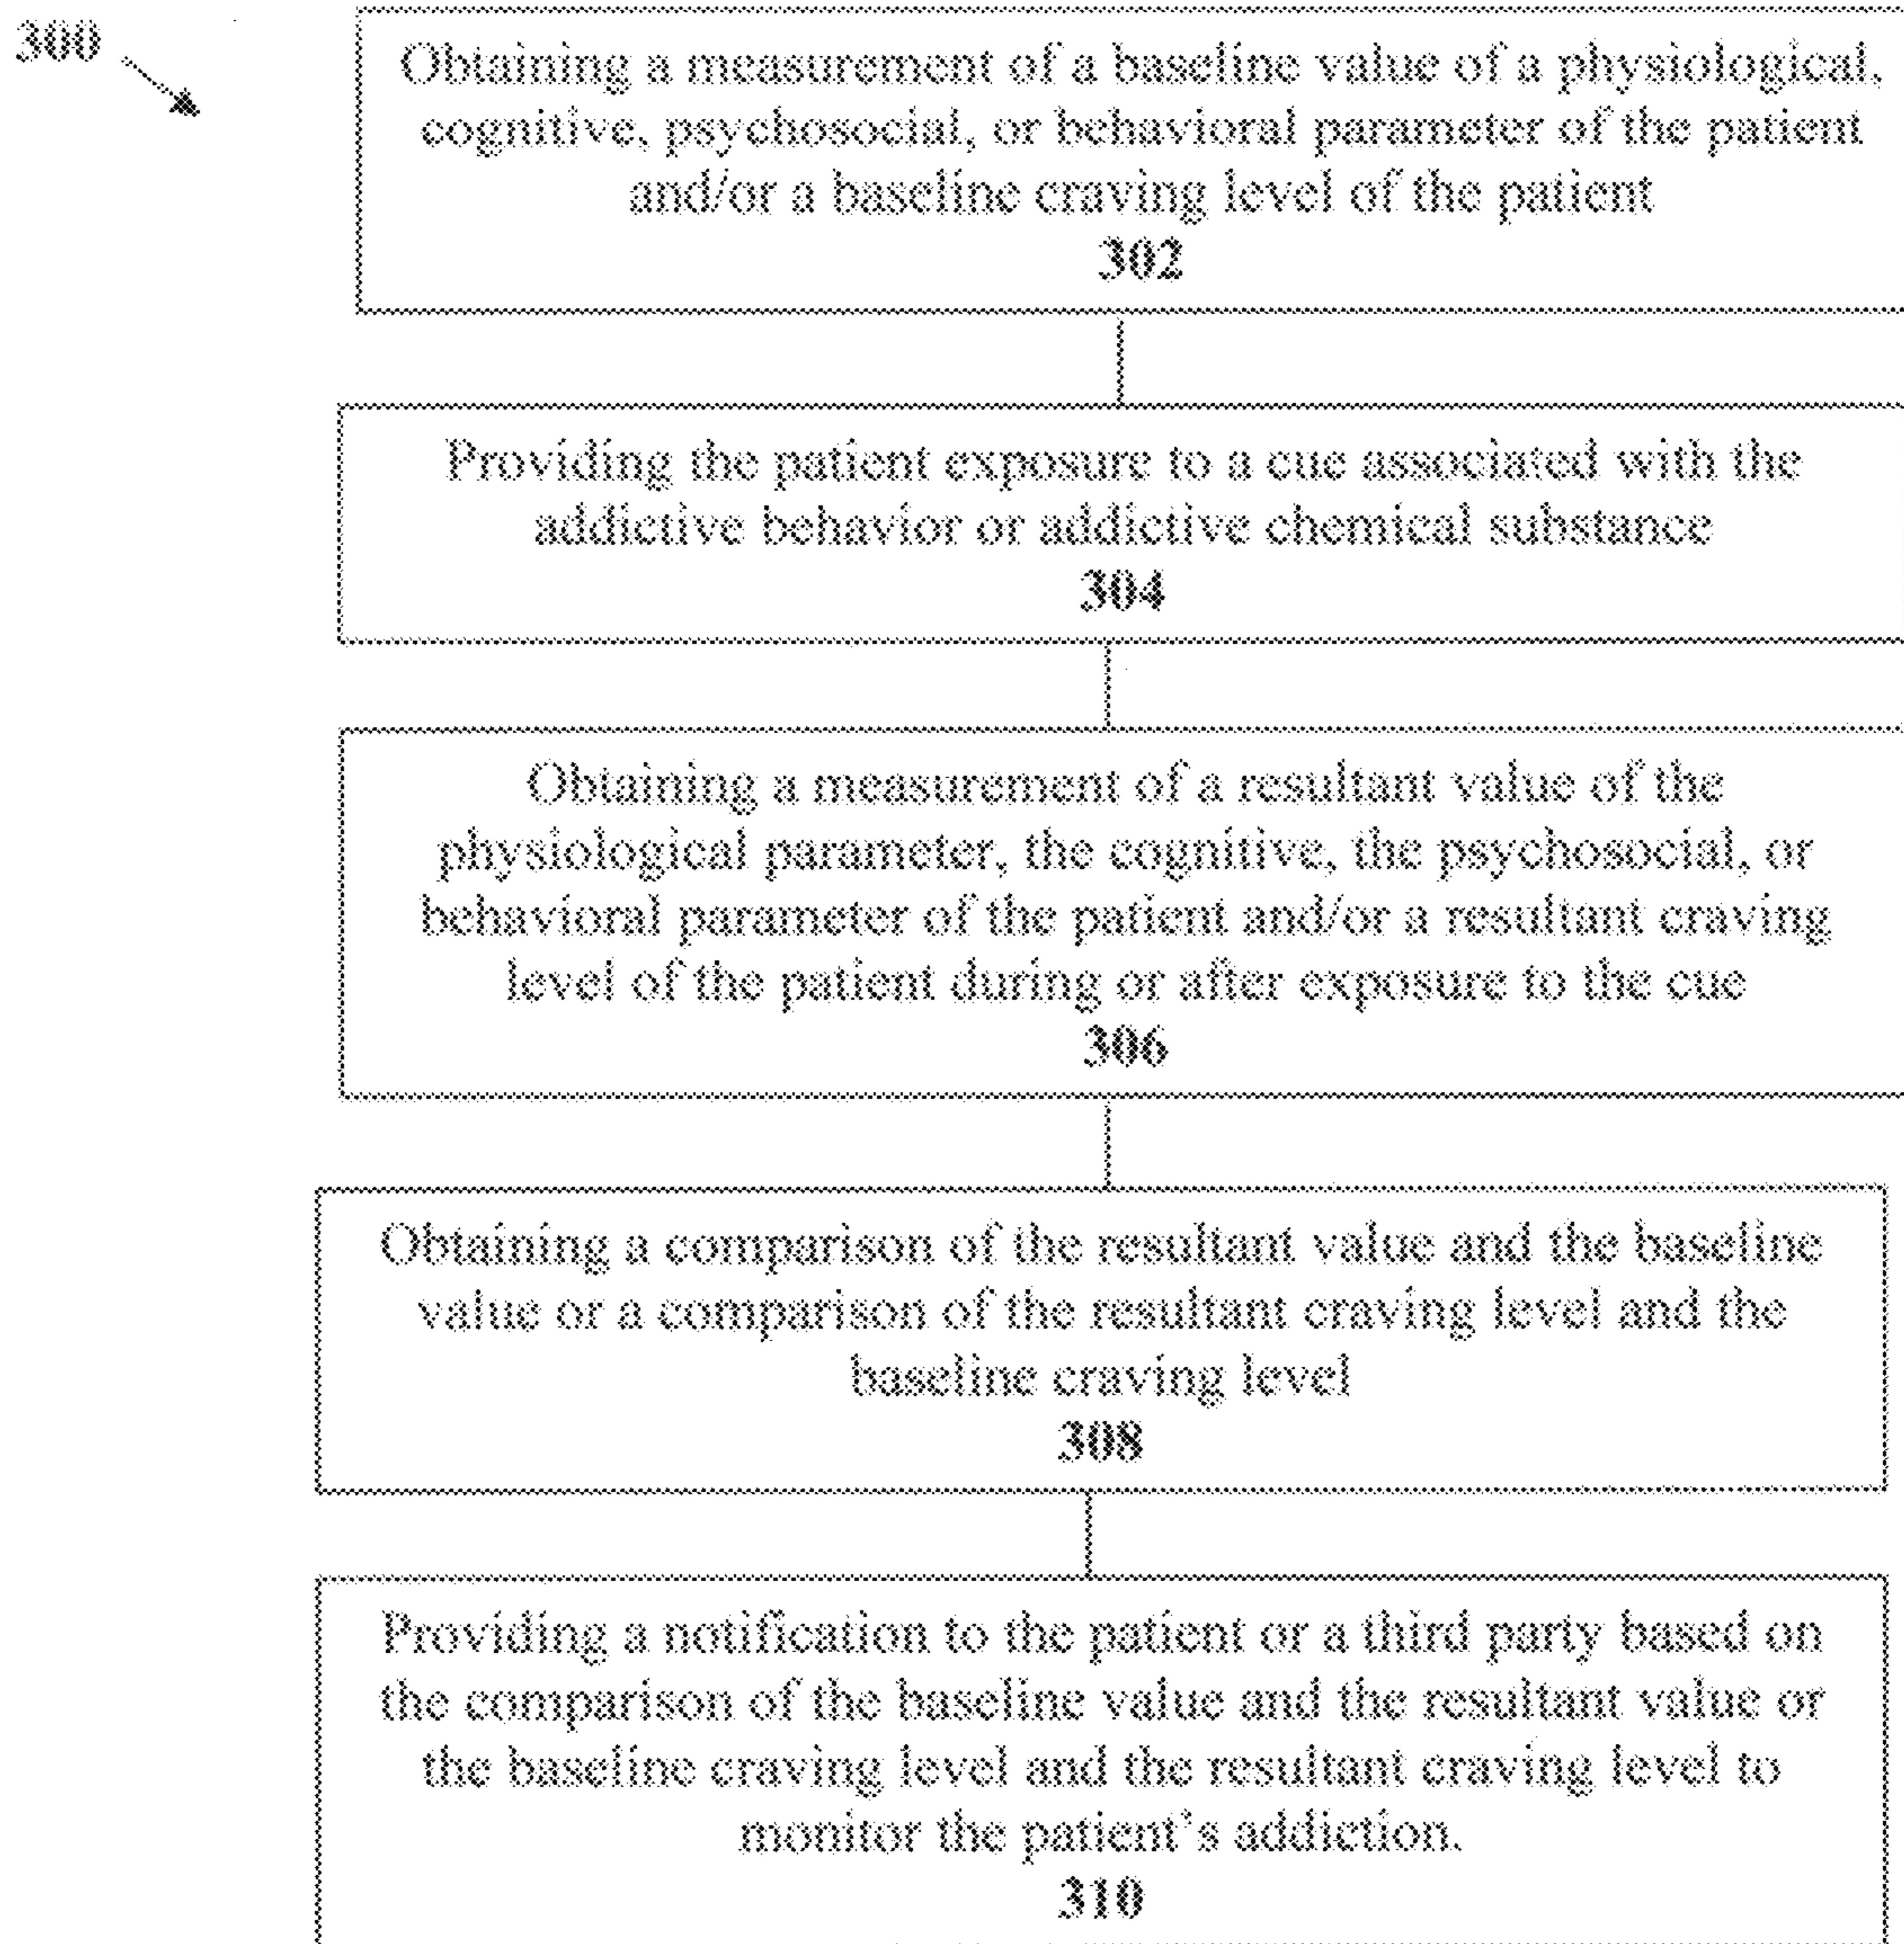 300
Obtaining a measurement of a baseline value of a physiological,
cognitive, psychosocial, or behavioral parameter of the patient
and/or a baseline craving level of the patient
302
Providing the patient exposure to a cue associated with the
addictive behavior or addictive chemical substance
304
Obtaining a measurement of a resultant value of the
physiological parameter, the cognitive, the psychosocial, or
behavioral parameter of the patient and/or a resultant craving
level of the patient during or after exposure to the cue
306
Obtaining a comparison of the resultant value and the baseline
value or a comparison of the resultant craving level and the
baseline craving level
308
Providing a notification to the patient or a third party based on
the comparison of the baseline value and the resultant value or
the baseline craving level and the resultant craving level to
monitor the patient's addiction.
310